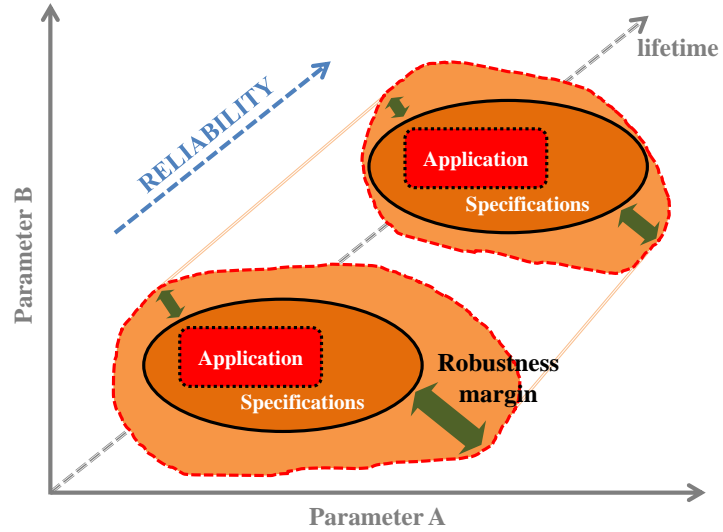 lifetime
RELIABILITY
Application
Specifications
Parameter B
Application
Specifications
Robustness
margin
Parameter A